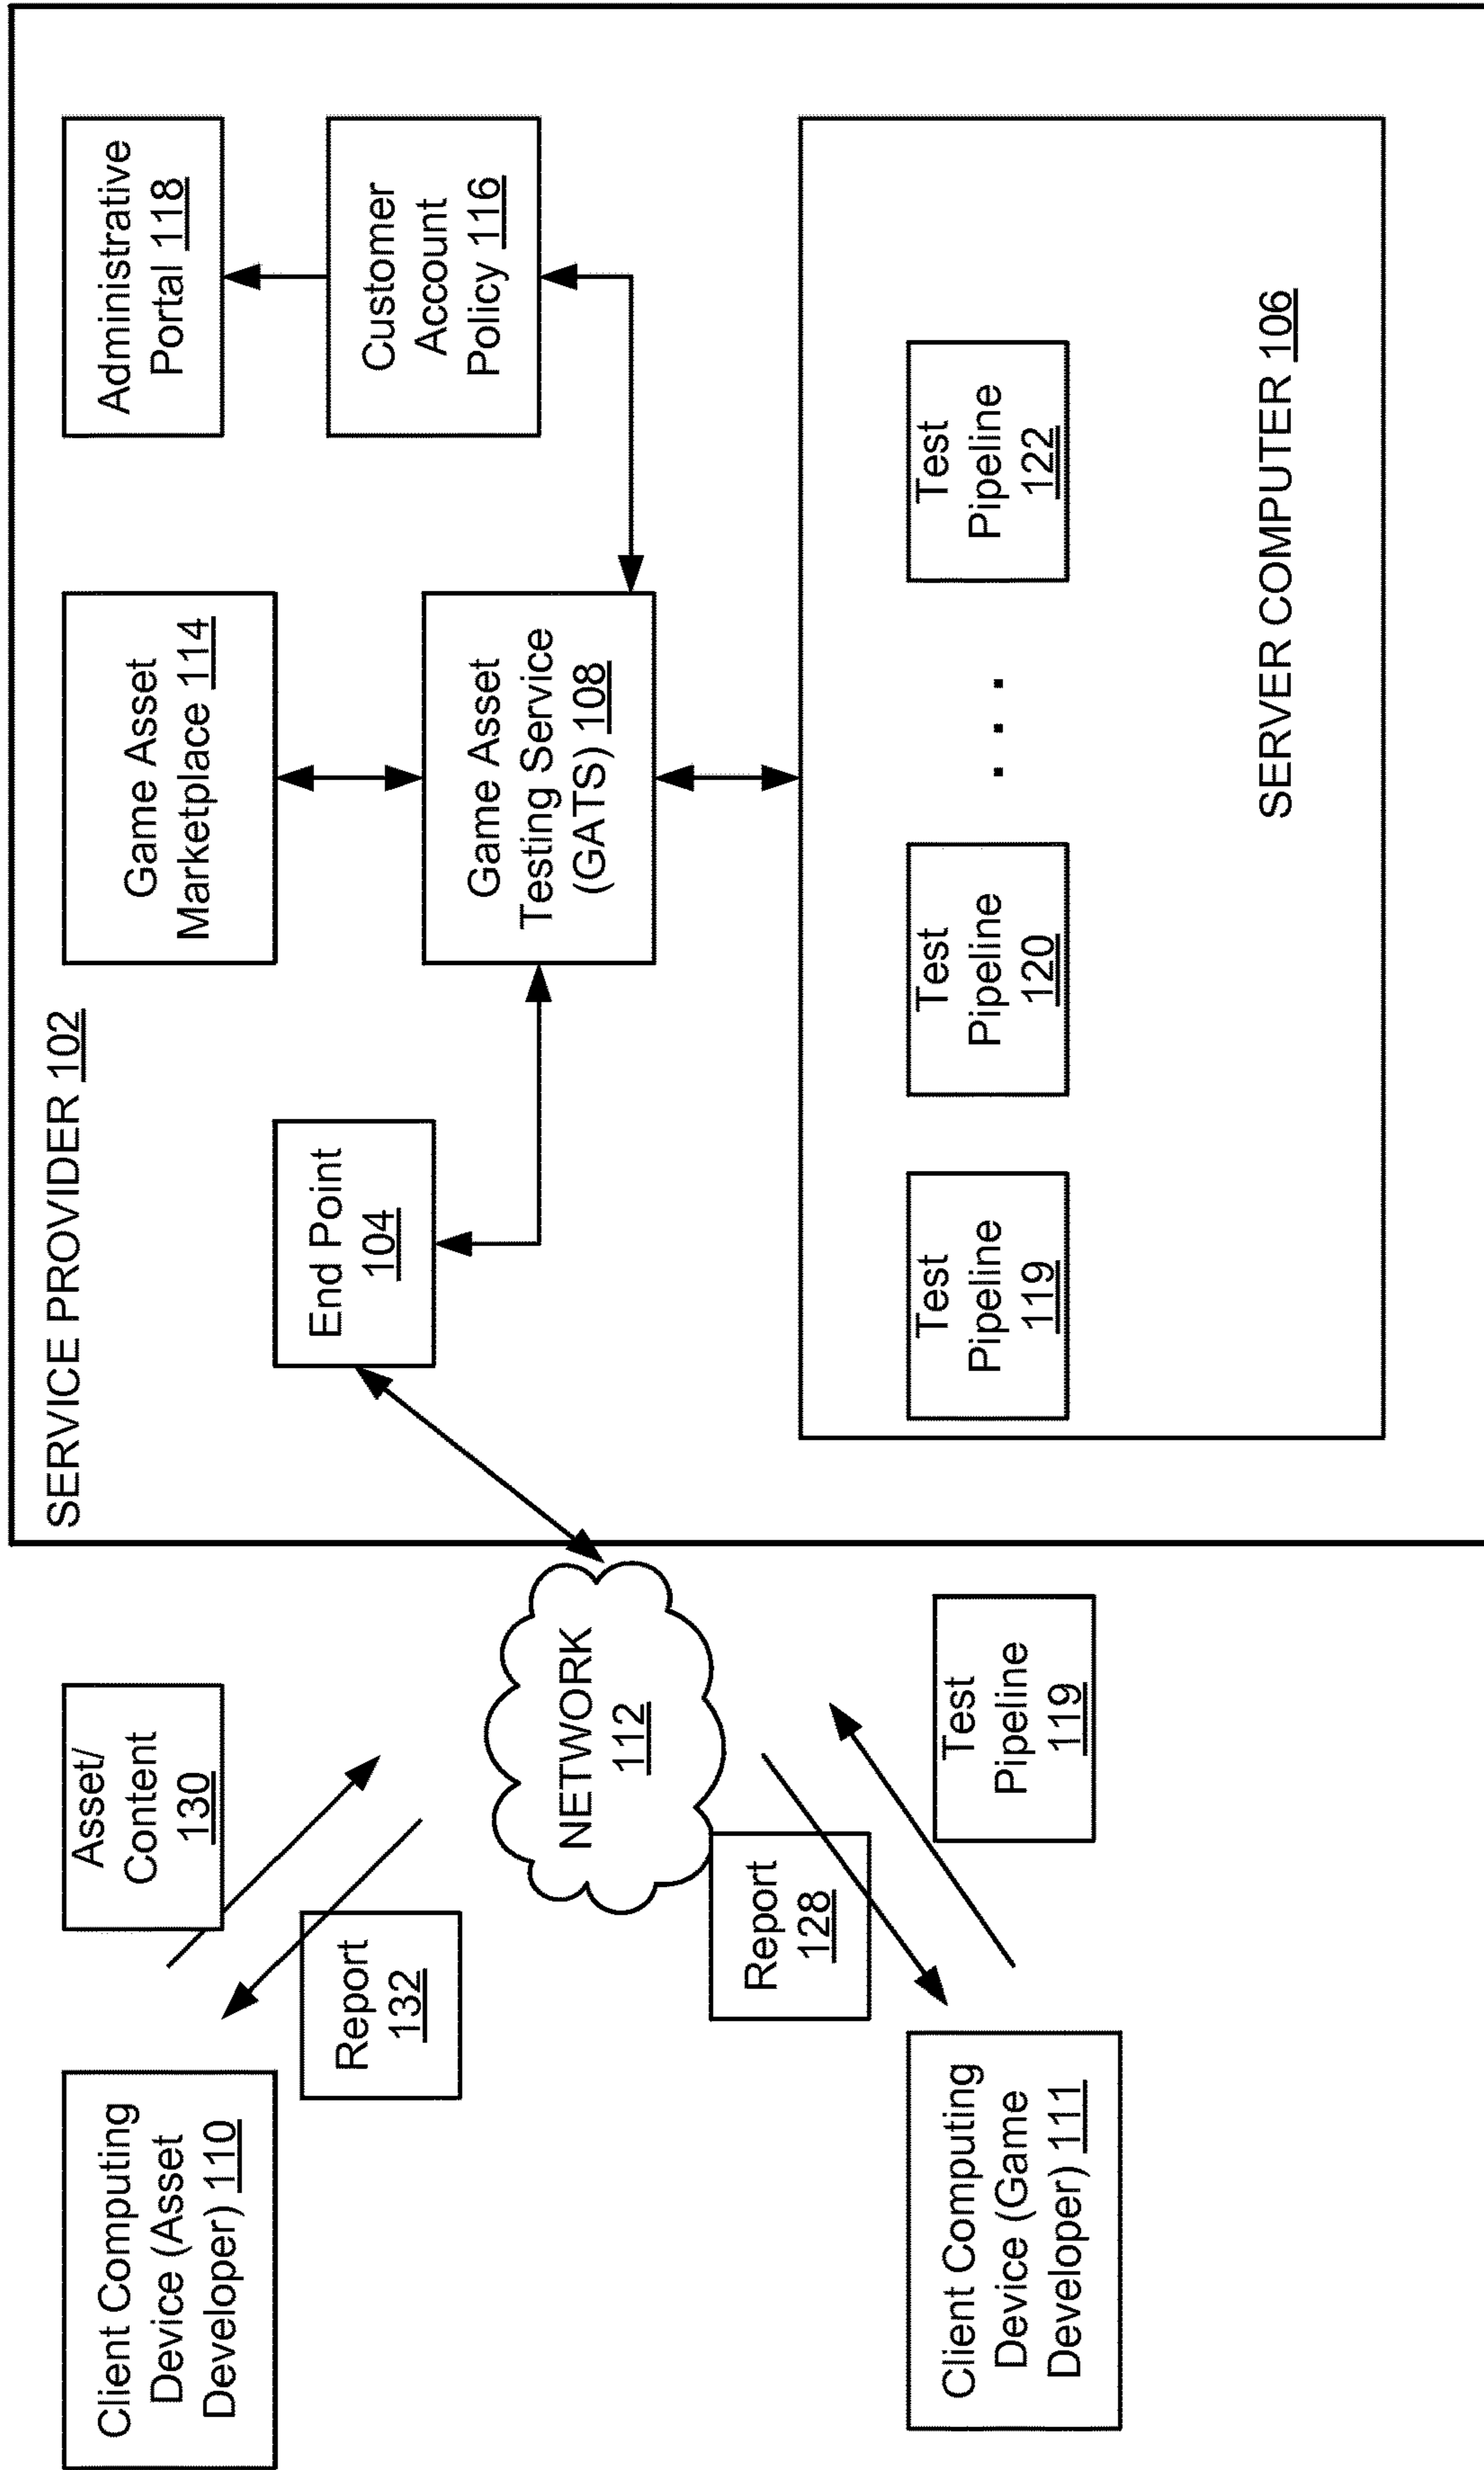 Client Computing
Device (Asset
Developer) 110
Asset/
Content
130
Report
132
NETWORK
112
Report
128
Client Computing
Device (Game
Developer) 111
Test
Pipeline
119
SERVICE PROVIDER 102
End Point
104
Game Asset
Marketplace 114
Administrative
Portal 118
Game Asset
Testing Service
(GATS) 108
Customer
Account
Policy 116
Test
Pipeline
119
Test
Pipeline
120
. . .
Test
Pipeline
122
SERVER COMPUTER 106